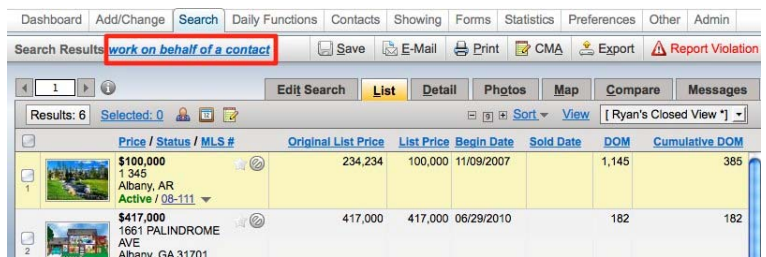 Dashboard Add/Change Search Daily Functions Contacts Showing Forms Statistics Preferences Other Admin
Search Results work on behalf of a contact Save E-Mail Print CMA Export Report Violation
1 Edit Search List Detail Photos Map Compare Messages
Results: 6 Selected: 0 Sort View [ Ryan's Closed View *]
Price / Status / MLS # Original List Price List Price Begin Date Sold Date DOM Cumulative DOM
$100,000 234,234 100,000 11/09/2007 1,145 385
1 345
Albany, AR
1 Active / 08-111
$417,000 417,000 417,000 06/29/2010 182 182
1661 PALINDROME
AVE
2 Albany, GA 31701